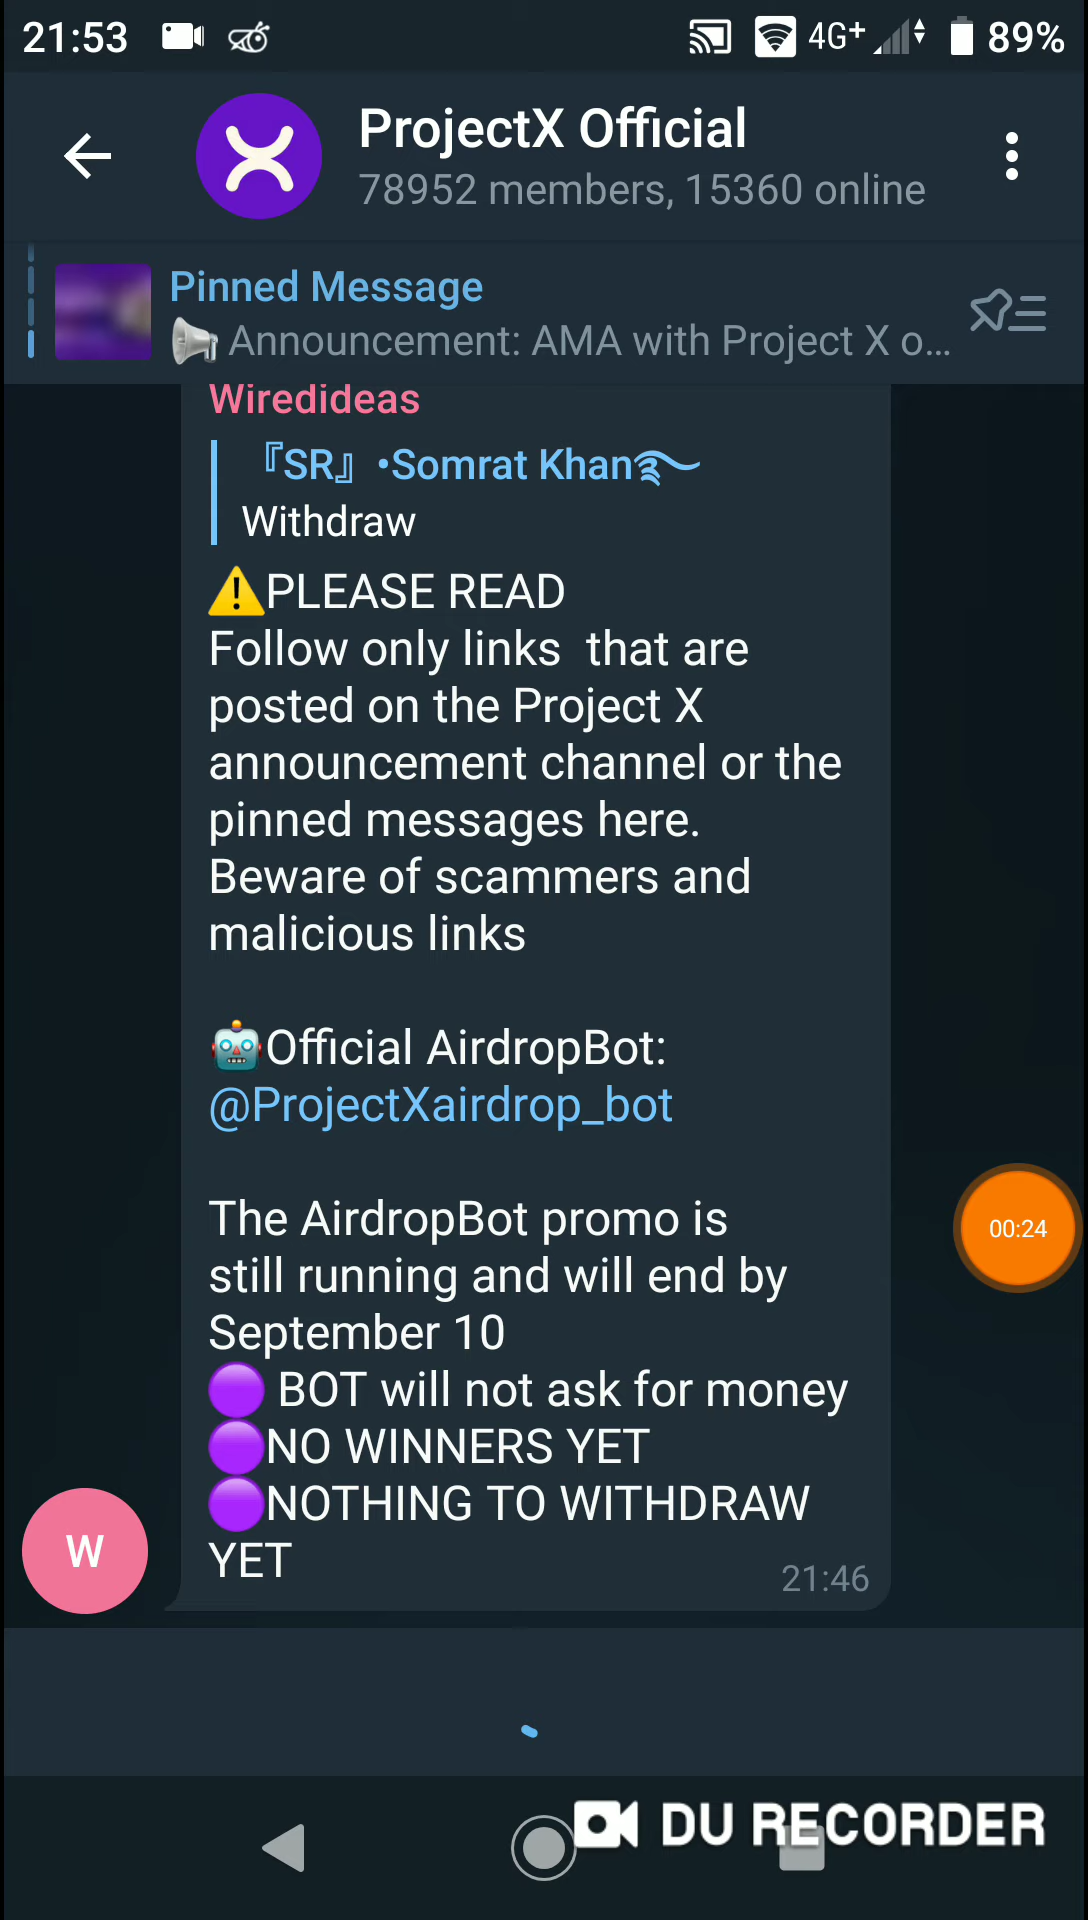 21:53 4G+ 89%
ProjectX Official
78952 members, 15360 online
Pinned Message
Announcement: AMA with Project X o...
Wiredideas
『SR』•Somrat Khan
Withdraw
⚠️PLEASE READ
Follow only links that are
posted on the Project X
announcement channel or the
pinned messages here.
Beware of scammers and
malicious links
🤖Official AirdropBot:
@ProjectXairdrop_bot
The AirdropBot promo is
still running and will end by
September 10
🟣 BOT will not ask for money
🟣NO WINNERS YET
🟣NOTHING TO WITHDRAW
YET
21:46
W
00:24
DU RECORDER